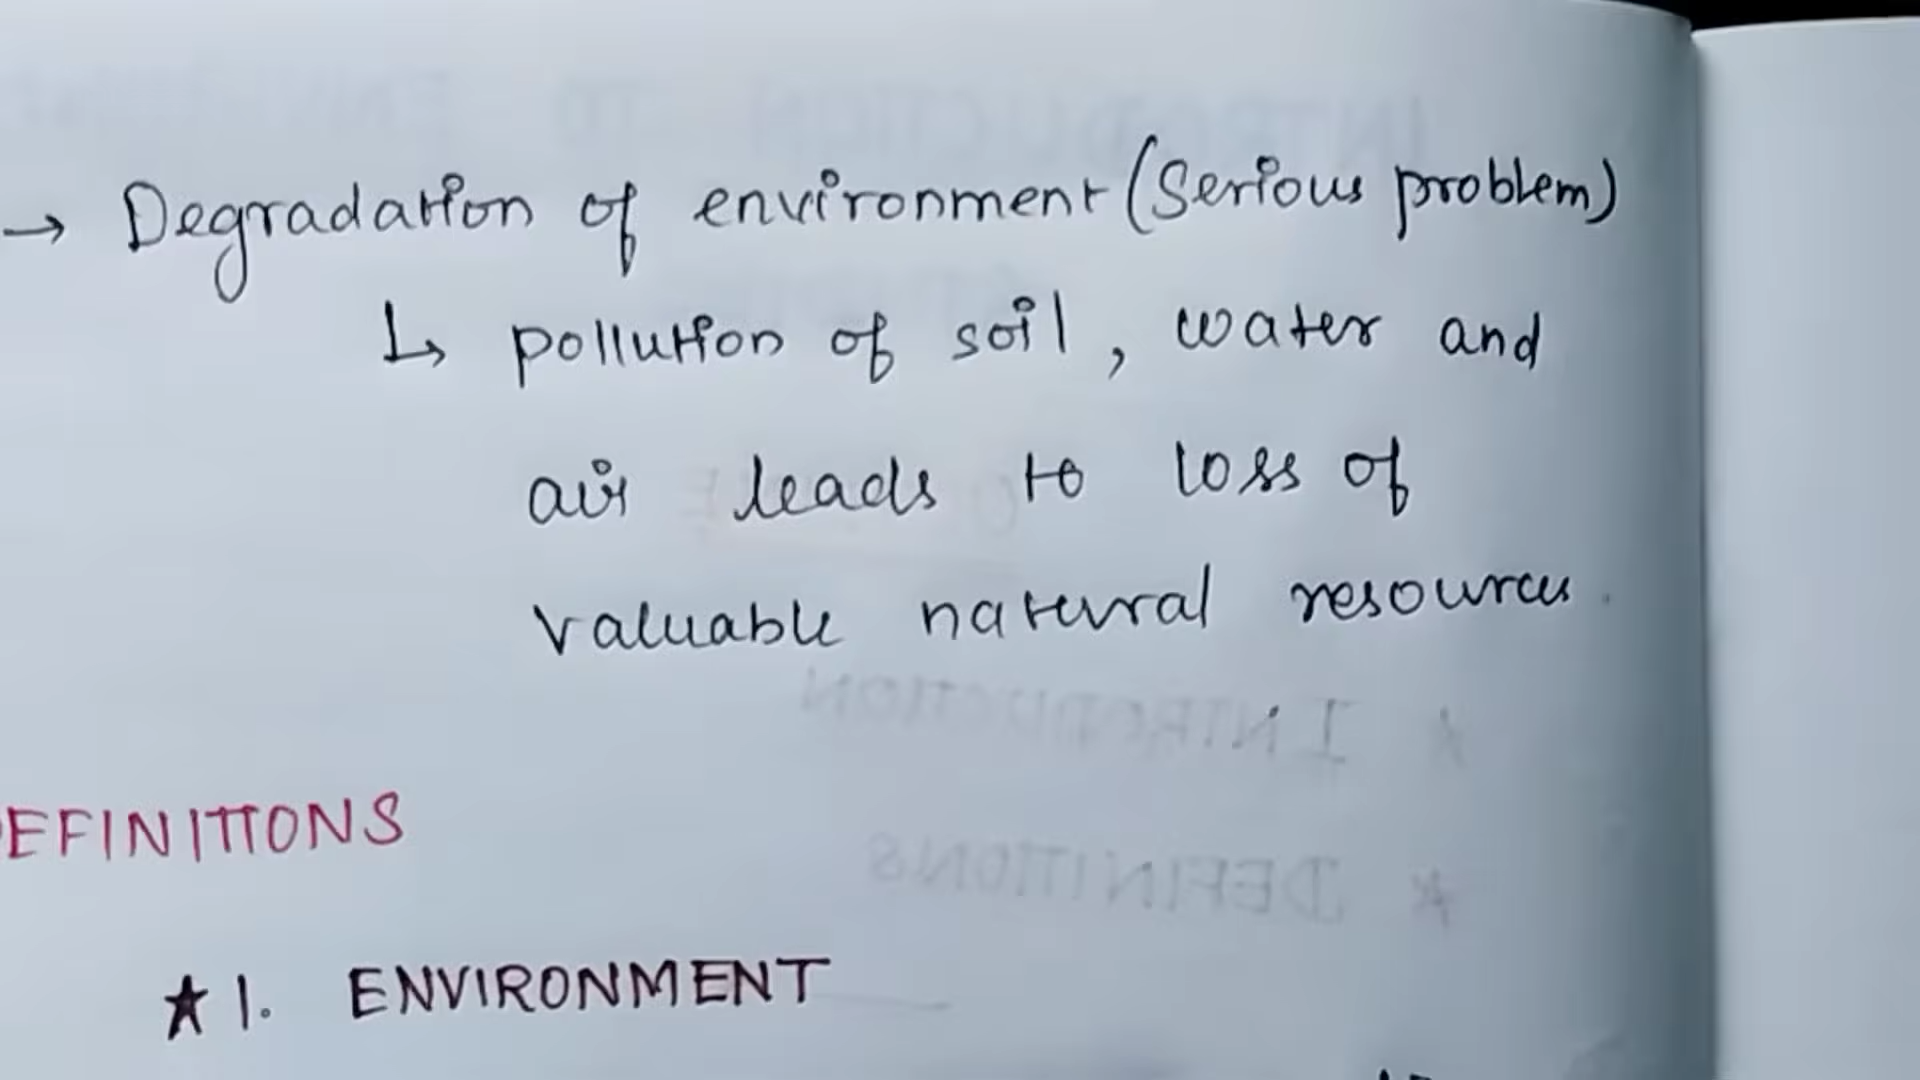 → Degradation of environment (Serious problem)
↳ pollution of soil, water and
air leads to loss of
valuable natural resources.
EFINITIONS
★ 1. ENVIRONMENT